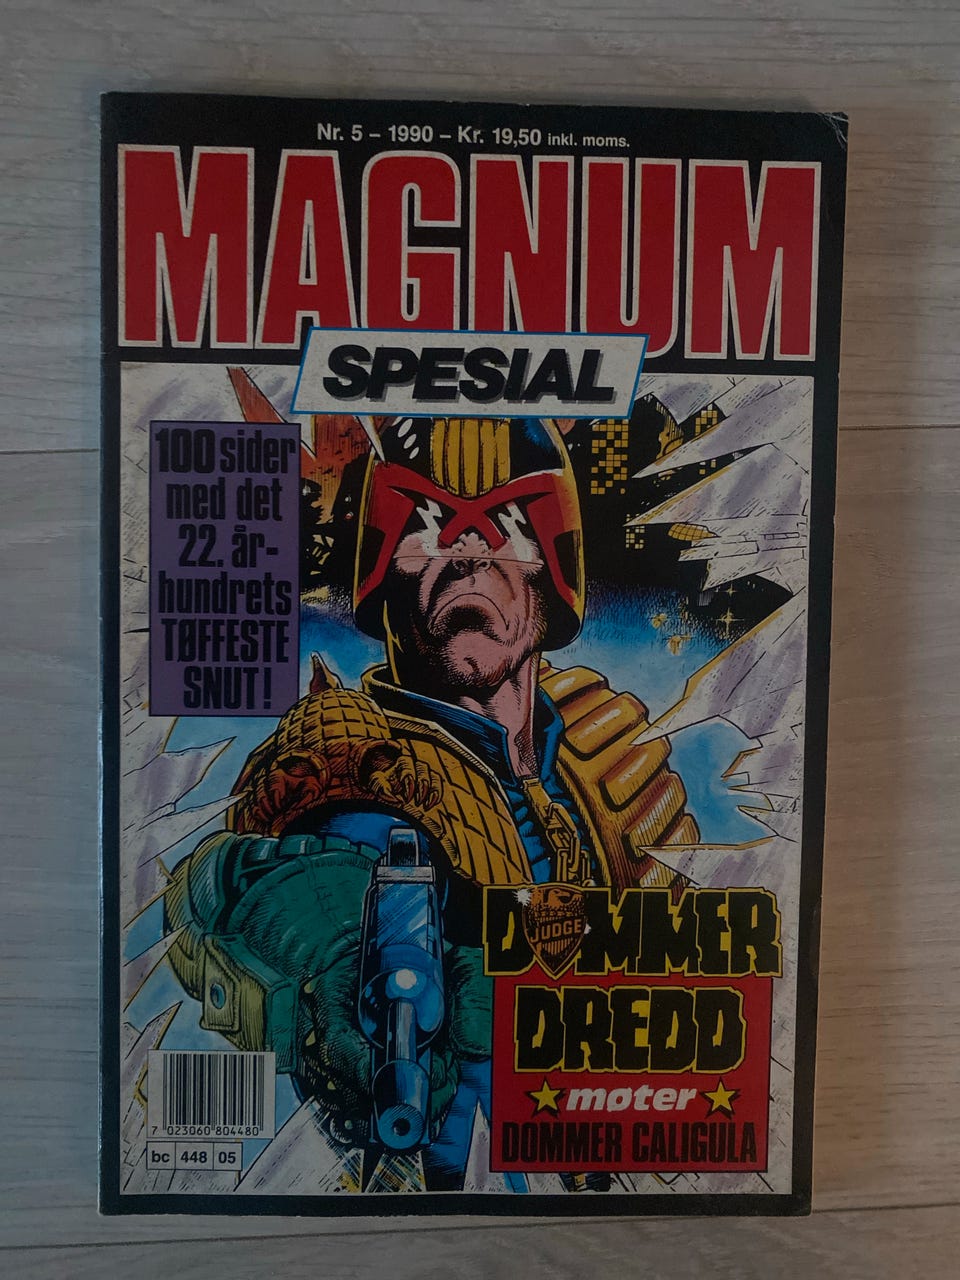 Nr. 5 – 1990 – Kr. 19,50 inkl. moms.
MAGNUM
SPESIAL
100 sider
med det
22. år-
hundrets
TØFFESTE
SNUT!
DOMMER
JUDGE
DREDD
møter
DOMMER CALIGULA
7 023060 804480
bc 448 05